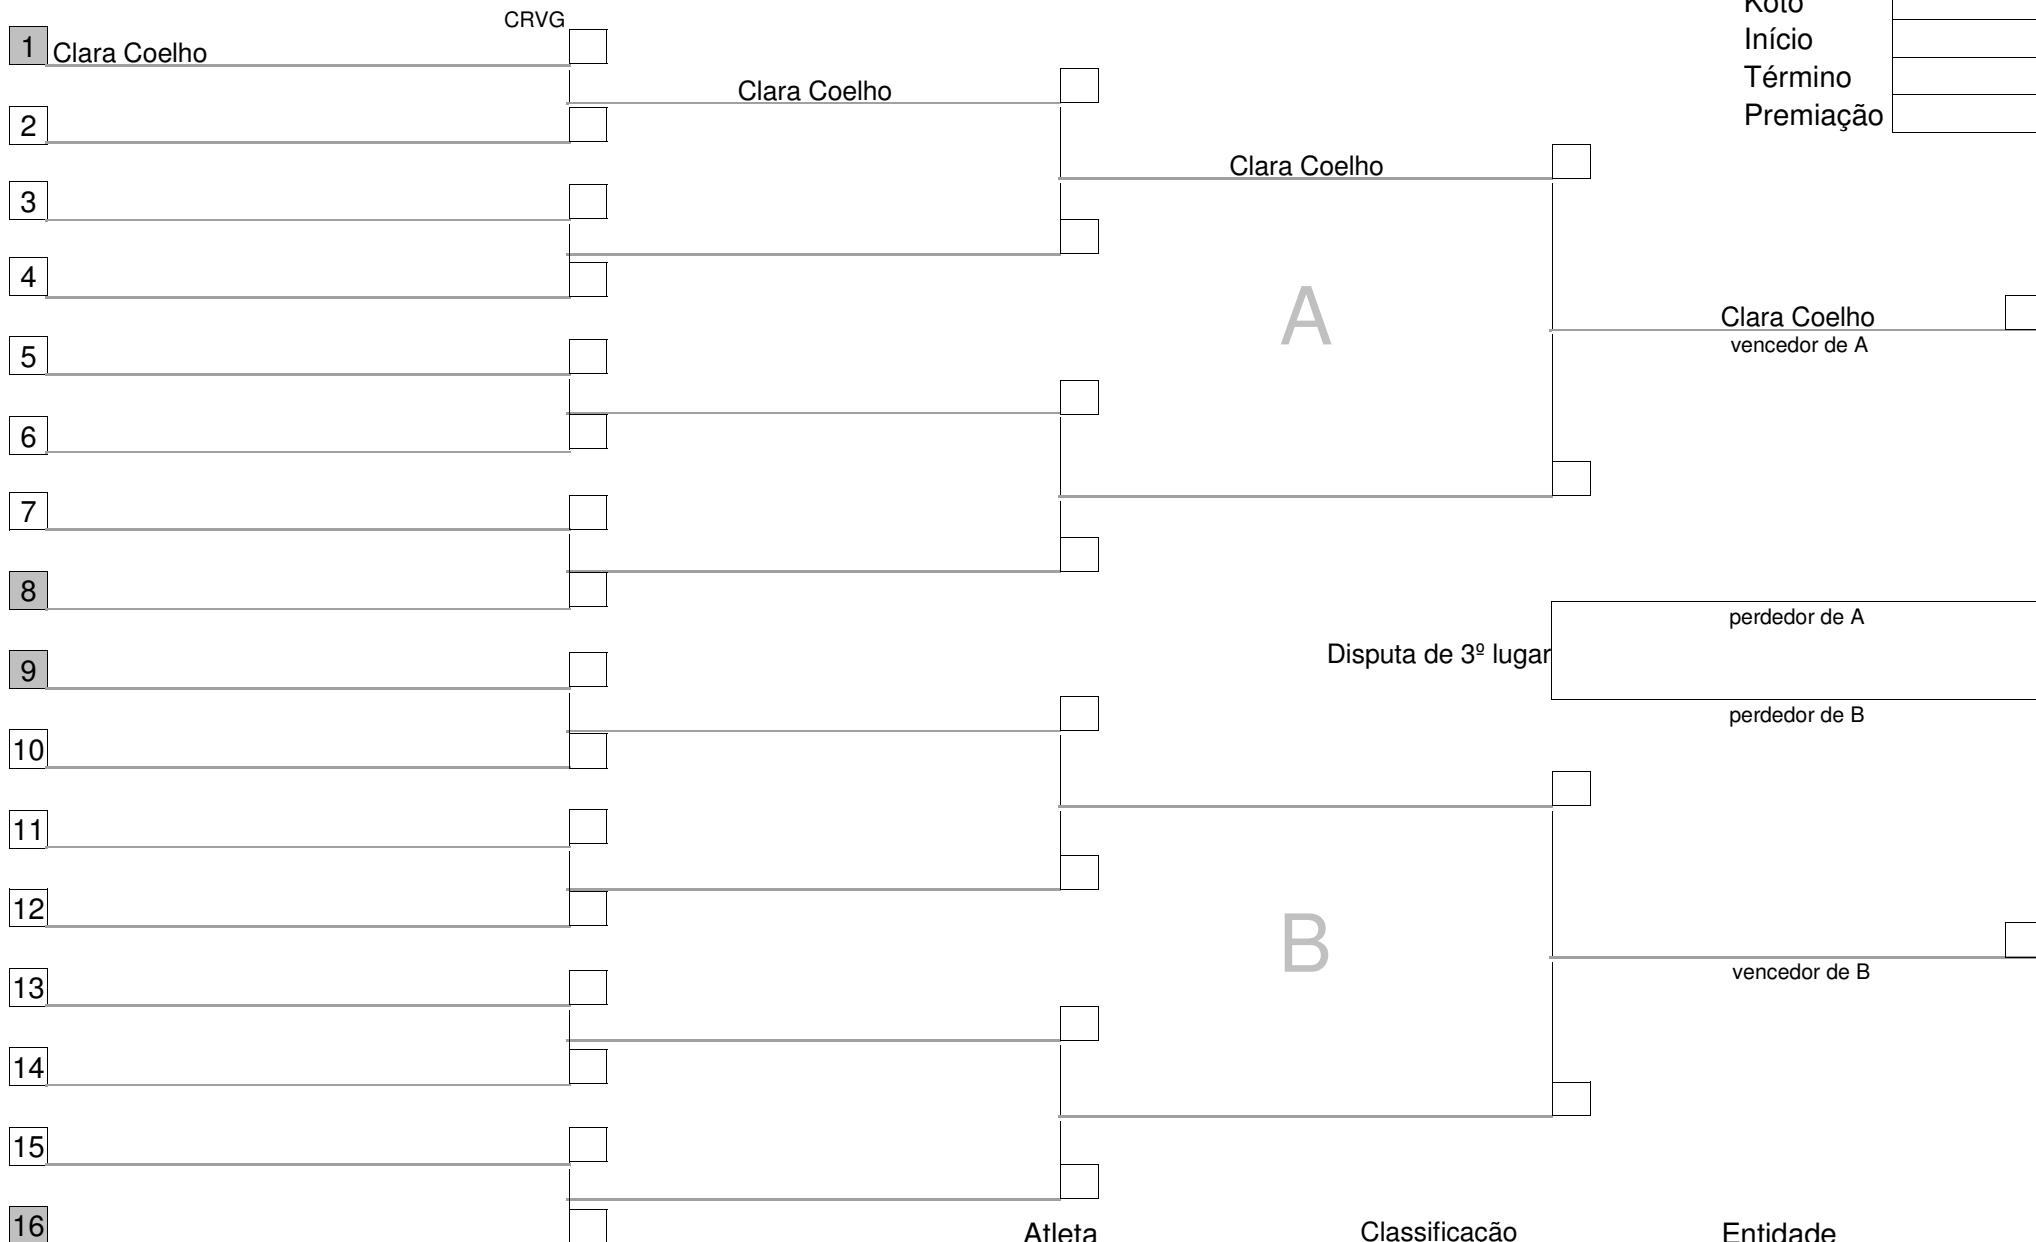 CRVG
Koto
1 Clara Coelho
Início
Clara Coelho
Término
2
Premiação
Clara Coelho
3
4
A
Clara Coelho
5
vencedor de A
6
7
8
perdedor de A
9
Disputa de 3º lugar
perdedor de B
10
11
12
B
13
vencedor de B
14
15
16
Atleta
Classificação
Entidade